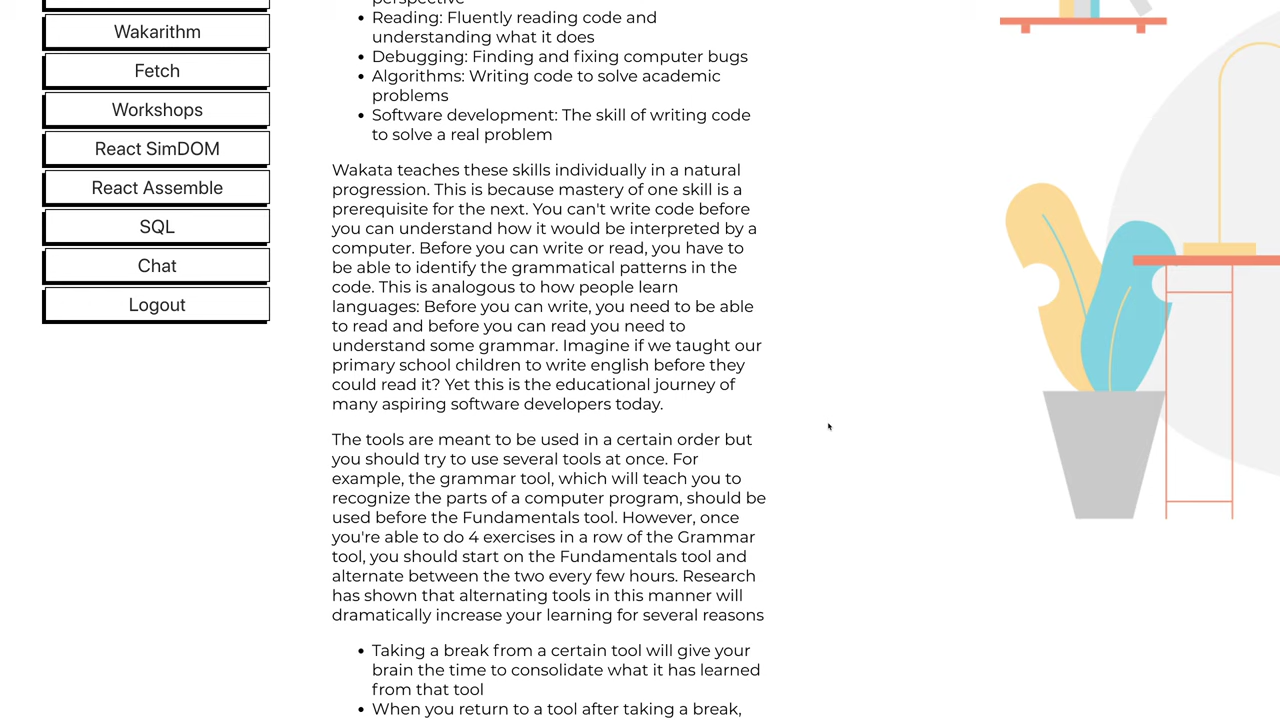 Wakarithm
Fetch
Workshops
React SimDOM
React Assemble
SQL
Chat
Logout
perspective
• Reading: Fluently reading code and
understanding what it does
• Debugging: Finding and fixing computer bugs
• Algorithms: Writing code to solve academic
problems
• Software development: The skill of writing code
to solve a real problem
Wakata teaches these skills individually in a natural
progression. This is because mastery of one skill is a
prerequisite for the next. You can't write code before
you can understand how it would be interpreted by a
computer. Before you can write or read, you have to
be able to identify the grammatical patterns in the
code. This is analogous to how people learn
languages: Before you can write, you need to be able
to read and before you can read you need to
understand some grammar. Imagine if we taught our
primary school children to write english before they
could read it? Yet this is the educational journey of
many aspiring software developers today.
The tools are meant to be used in a certain order but
you should try to use several tools at once. For
example, the grammar tool, which will teach you to
recognize the parts of a computer program, should be
used before the Fundamentals tool. However, once
you're able to do 4 exercises in a row of the Grammar
tool, you should start on the Fundamentals tool and
alternate between the two every few hours. Research
has shown that alternating tools in this manner will
dramatically increase your learning for several reasons
• Taking a break from a certain tool will give your
brain the time to consolidate what it has learned
from that tool
• When you return to a tool after taking a break,